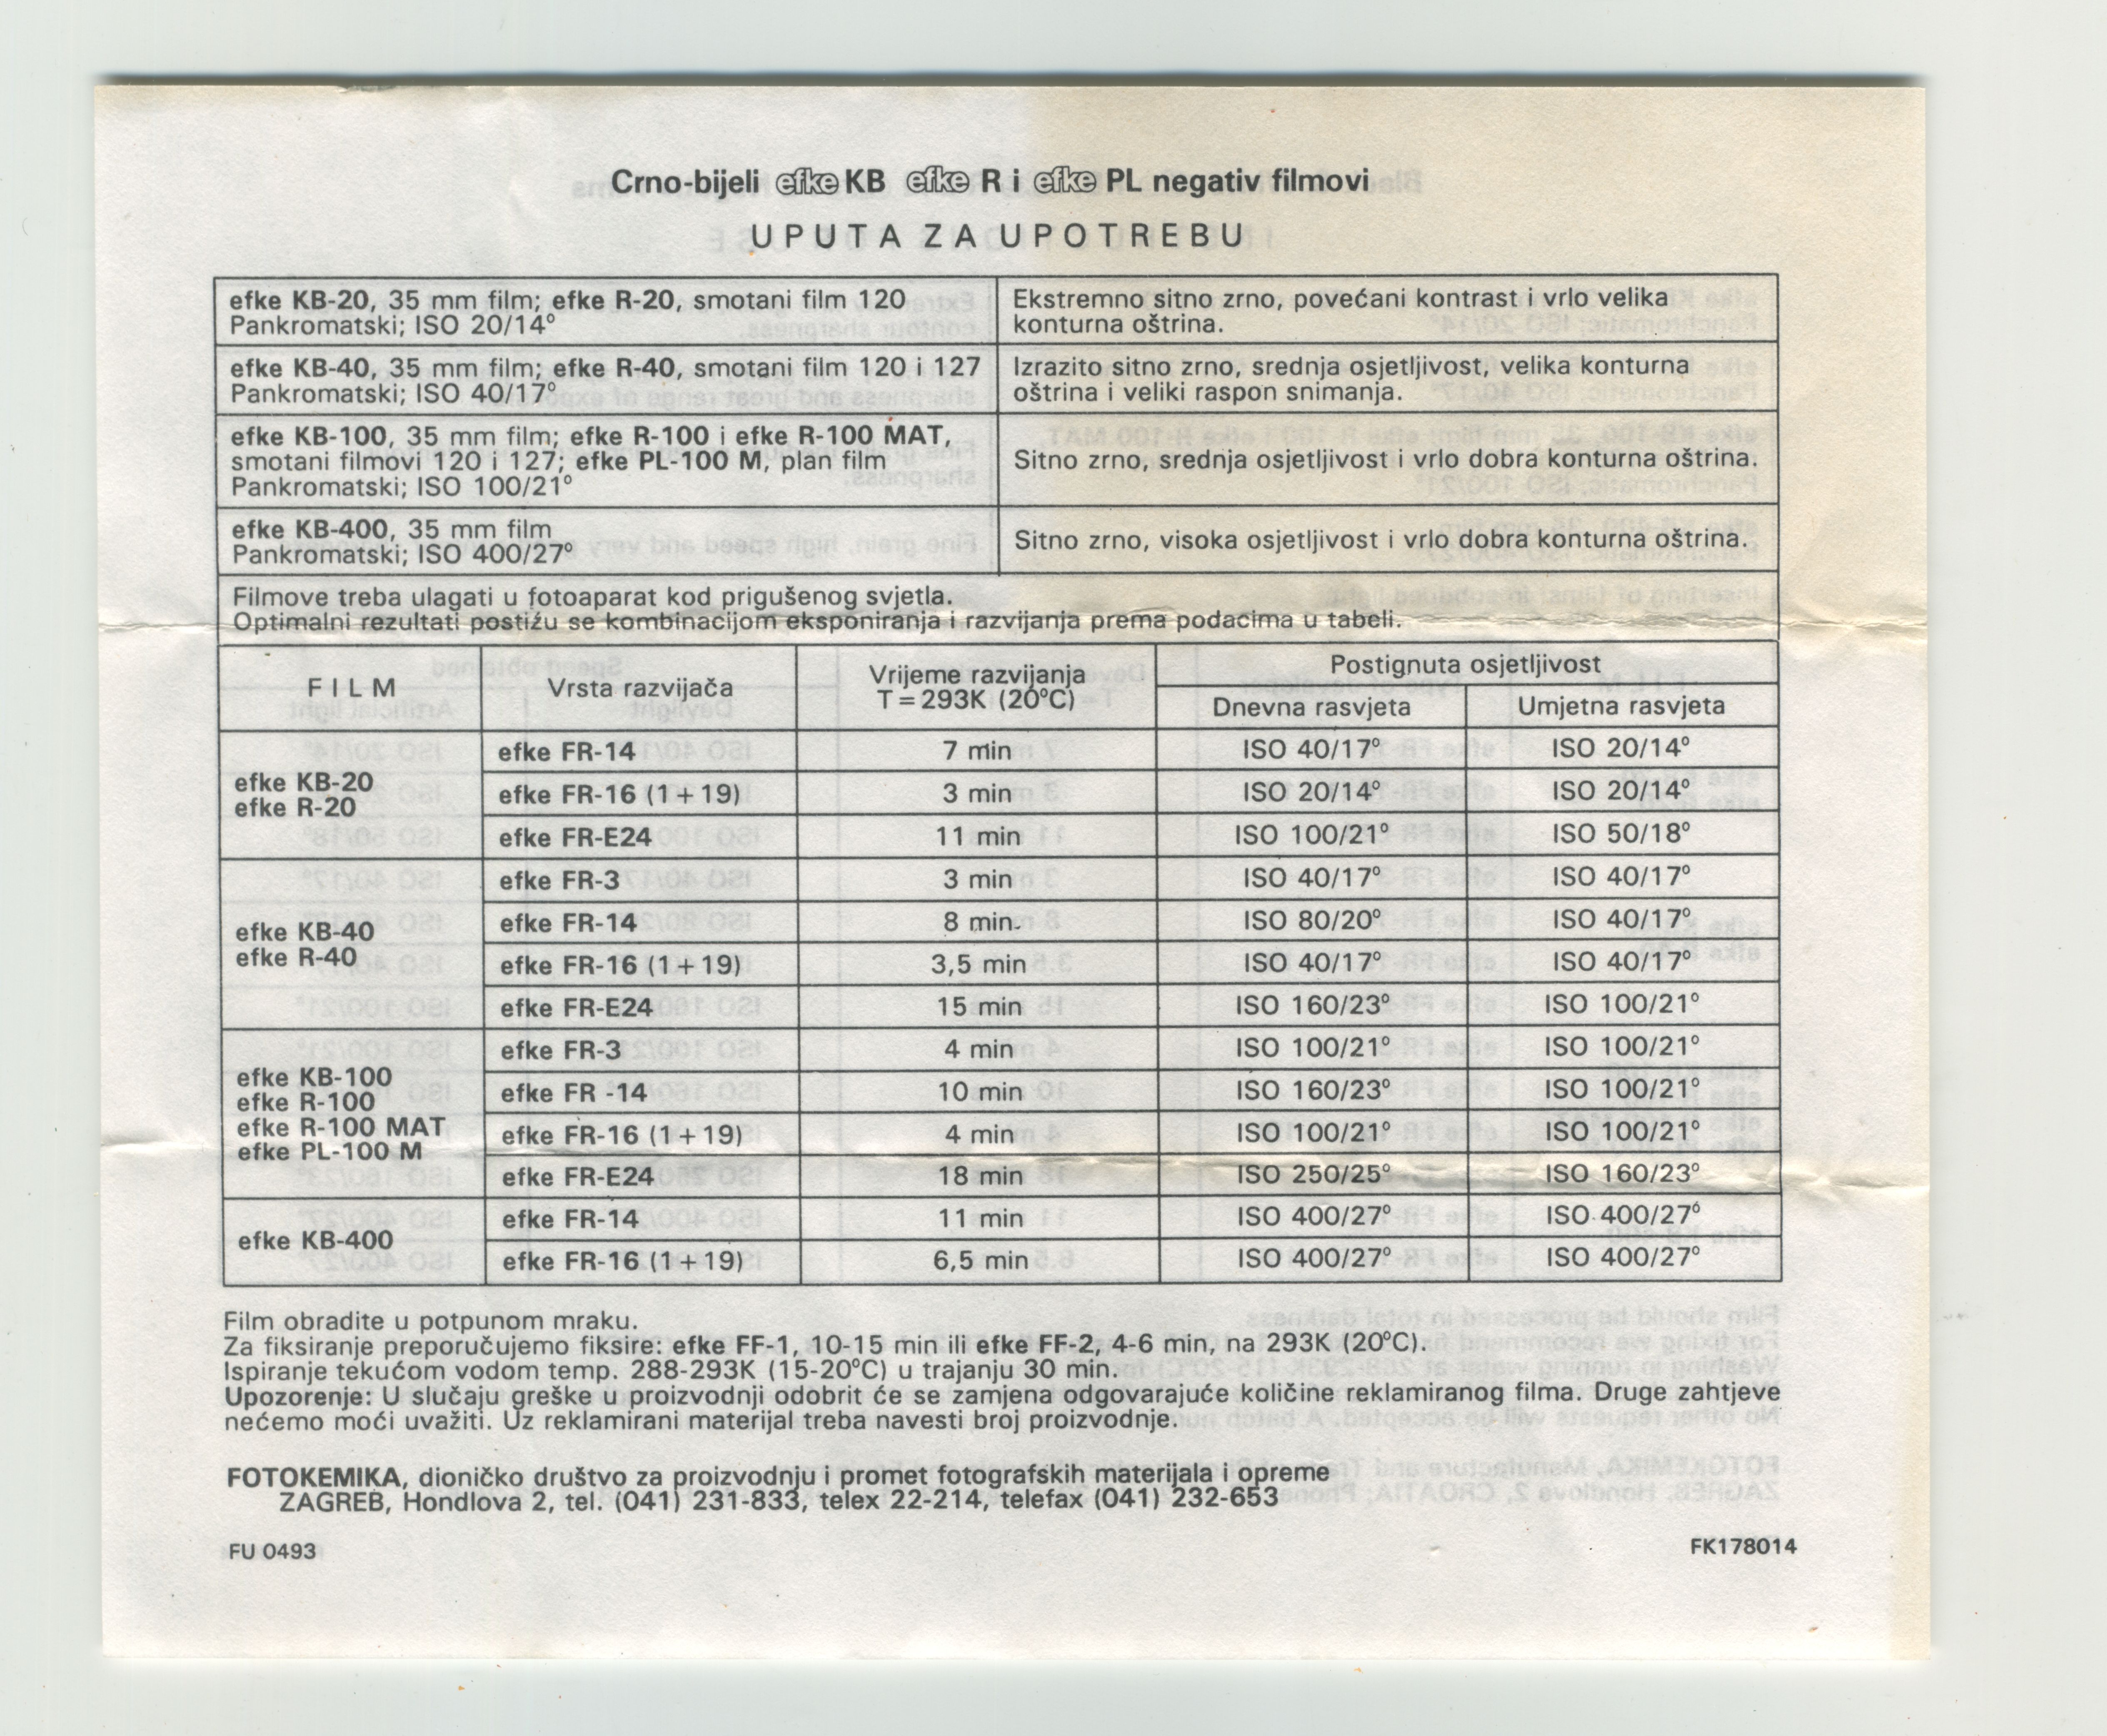 Crno-bijeli efke KB efke R i efke PL negativ filmovi
UPUTA ZA UPOTREBU
efke KB-20, 35 mm film; efke R-20, smotani film 120
Pankromatski; ISO 20/14°
Ekstremno sitno zrno, povećani kontrast i vrlo velika
konturna oštrina.
efke KB-40, 35 mm film; efke R-40, smotani film 120 i 127
Pankromatski; ISO 40/17°
Izrazito sitno zrno, srednja osjetljivost, velika konturna
oštrina i veliki raspon snimanja.
efke KB-100, 35 mm film; efke R-100 i efke R-100 MAT,
smotani filmovi 120 i 127; efke PL-100 M, plan film
Pankromatski; ISO 100/21°
Sitno zrno, srednja osjetljivost i vrlo dobra konturna oštrina.
efke KB-400, 35 mm film
Pankromatski; ISO 400/27°
Sitno zrno, visoka osjetljivost i vrlo dobra konturna oštrina.
Filmove treba ulagati u fotoaparat kod prigušenog svjetla.
Optimalni rezultati postižu se kombinacijom eksponiranja i razvijanja prema podacima u tabeli.
FILM
Vrsta razvijača
Vrijeme razvijanja
T = 293K (20°C)
Postignuta osjetljivost
Dnevna rasvjeta
Umjetna rasvjeta
efke KB-20
efke R-20
efke FR-14 7 min ISO 40/17° ISO 20/14°
efke FR-16 (1 + 19) 3 min ISO 20/14° ISO 20/14°
efke FR-E24 11 min ISO 100/21° ISO 50/18°
efke KB-40
efke R-40
efke FR-3 3 min ISO 40/17° ISO 40/17°
efke FR-14 8 min ISO 80/20° ISO 40/17°
efke FR-16 (1 + 19) 3,5 min ISO 40/17° ISO 40/17°
efke FR-E24 15 min ISO 160/23° ISO 100/21°
efke KB-100
efke R-100
efke R-100 MAT
efke PL-100 M
efke FR-3 4 min ISO 100/21° ISO 100/21°
efke FR -14 10 min ISO 160/23° ISO 100/21°
efke FR-16 (1 + 19) 4 min ISO 100/21° ISO 100/21°
efke FR-E24 18 min ISO 250/25° ISO 160/23°
efke KB-400
efke FR-14 11 min ISO 400/27° ISO 400/27°
efke FR-16 (1 + 19) 6,5 min ISO 400/27° ISO 400/27°
Film obradite u potpunom mraku.
Za fiksiranje preporučujemo fiksire: efke FF-1, 10-15 min ili efke FF-2, 4-6 min, na 293K (20°C).
Ispiranje tekućom vodom temp. 288-293K (15-20°C) u trajanju 30 min.
Upozorenje: U slučaju greške u proizvodnji odobrit će se zamjena odgovarajuće količine reklamiranog filma. Druge zahtjeve
nećemo moći uvažiti. Uz reklamirani materijal treba navesti broj proizvodnje.
FOTOKEMIKA, dioničko društvo za proizvodnju i promet fotografskih materijala i opreme
ZAGREB, Hondlova 2, tel. (041) 231-833, telex 22-214, telefax (041) 232-653
FU 0493
FK178014